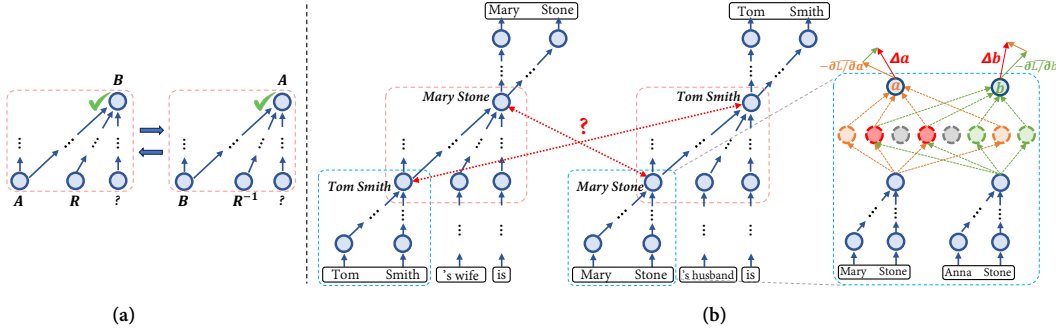 Mary Stone
Tom Smith
B
A
Mary Stone
Tom Smith
?
A R ?
B R⁻¹ ?
Tom Smith
Mary Stone
Tom Smith
's wife
is
Mary Stone
's husband
is
Δa
Δb
−∂L/∂a
−∂L/∂b
a
b
Mary Stone
Anna Stone
(a)
(b)